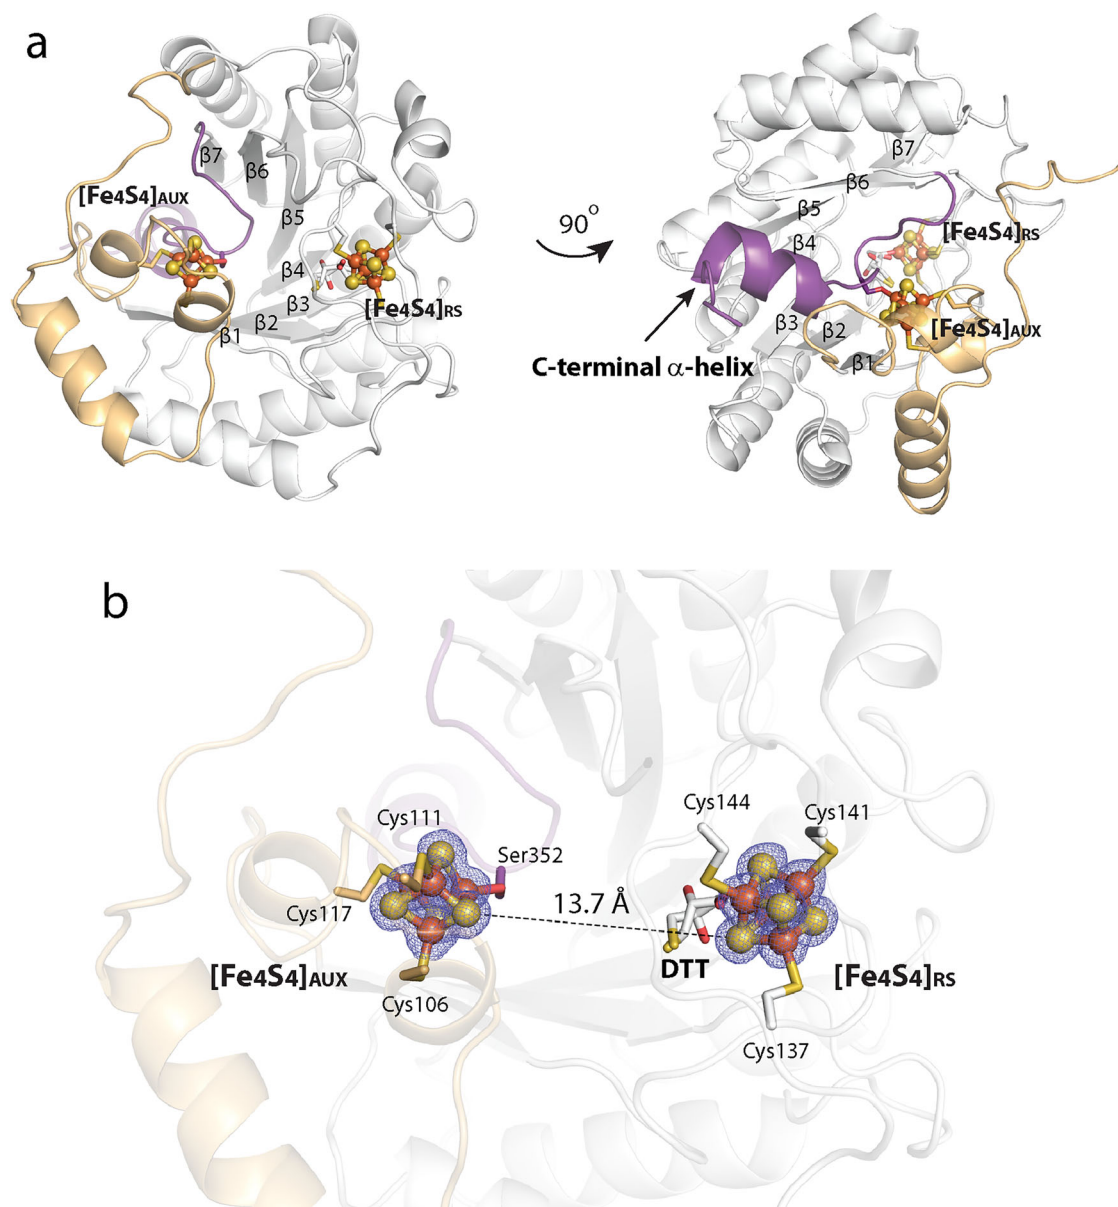 a
β7
β6
[Fe4S4]AUX
β5
β4
β3
[Fe4S4]RS
β2
β1
90°
β7
β6
β5
[Fe4S4]RS
β4
β3
β2
[Fe4S4]AUX
β1
C-terminal α-helix
b
Cys144
Cys141
Cys111
Ser352
13.7 Å
Cys117
DTT
[Fe4S4]AUX
[Fe4S4]RS
Cys106
Cys137